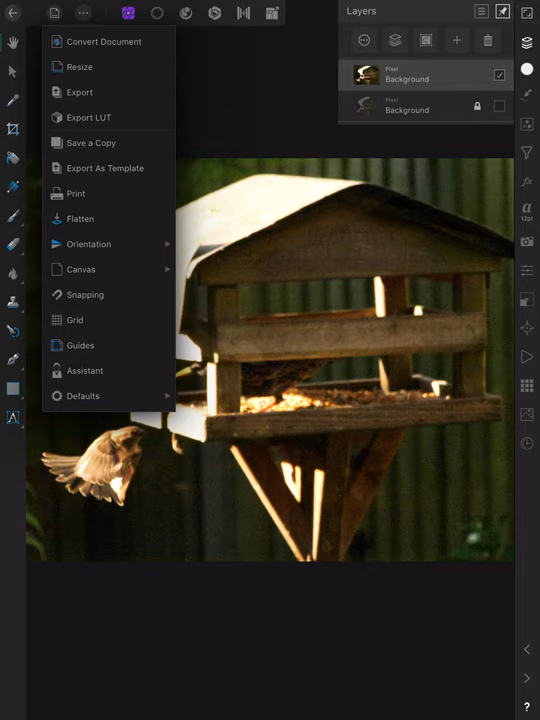 Layers
Convert Document
Resize
Export
Export LUT
Save a Copy
Export As Template
Print
Flatten
Orientation
Canvas
Snapping
Grid
Guides
Assistant
Defaults
Pixel
Background
Pixel
Background
fx
a
12pt
A
?